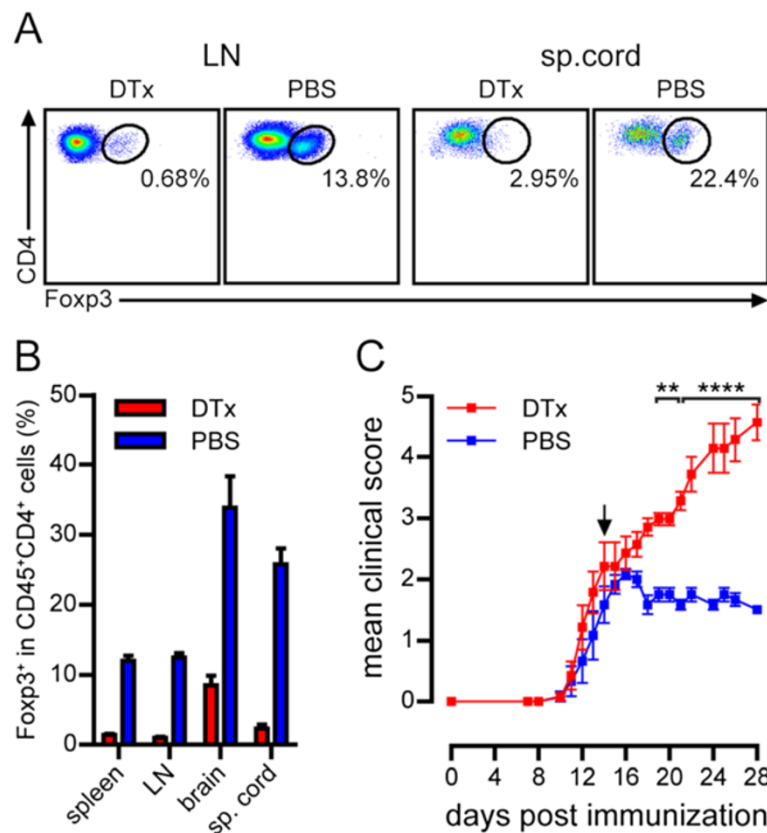 A
LN
sp.cord
DTx
PBS
DTx
PBS
0.68%
13.8%
2.95%
22.4%
CD4
Foxp3
B
Foxp3⁺ in CD45⁺CD4⁺ cells (%)
50
40
30
20
10
0
DTx
PBS
spleen
LN
brain
sp. cord
C
mean clinical score
5
4
3
2
1
0
DTx
PBS
**
****
0
4
8
12
16
20
24
28
days post immunization